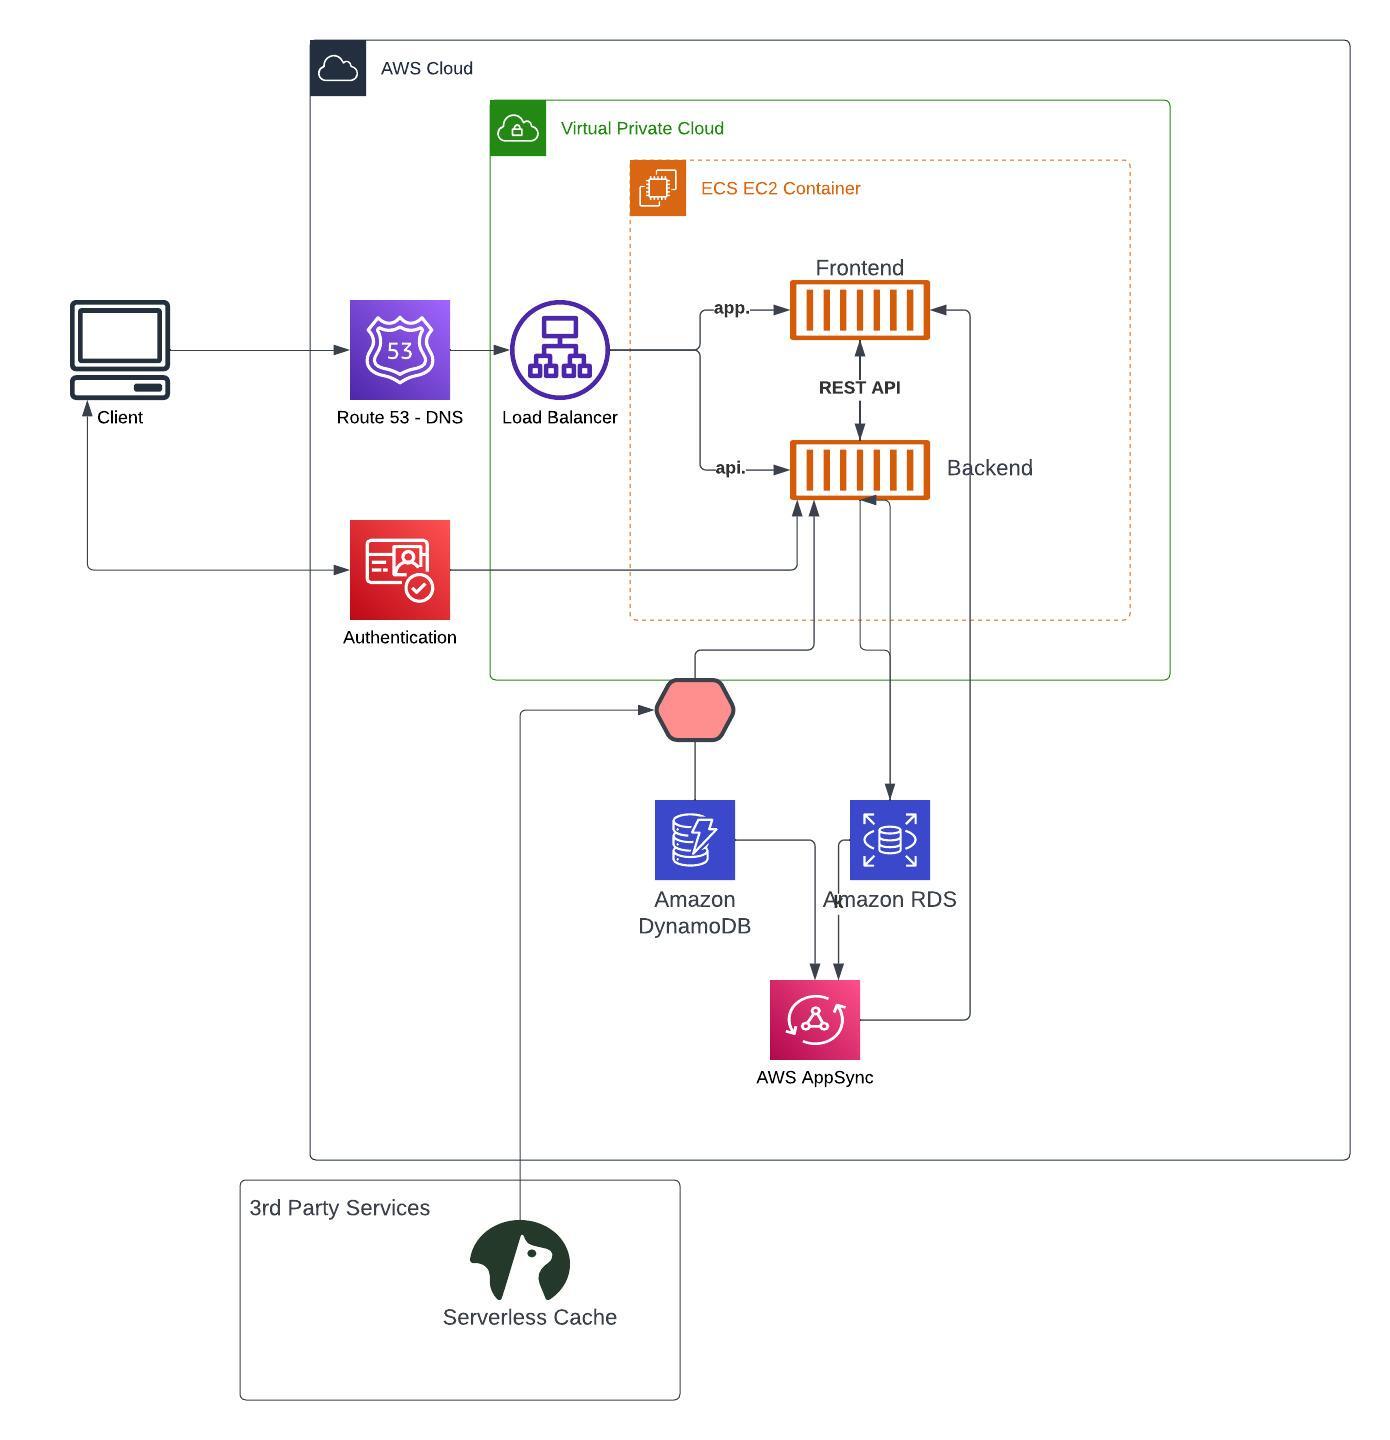 AWS Cloud
Virtual Private Cloud
ECS EC2 Container
Frontend
app.
53
REST API
Client
Route 53 - DNS
Load Balancer
api.
Backend
Authentication
Amazon
DynamoDB
Amazon RDS
AWS AppSync
3rd Party Services
Serverless Cache